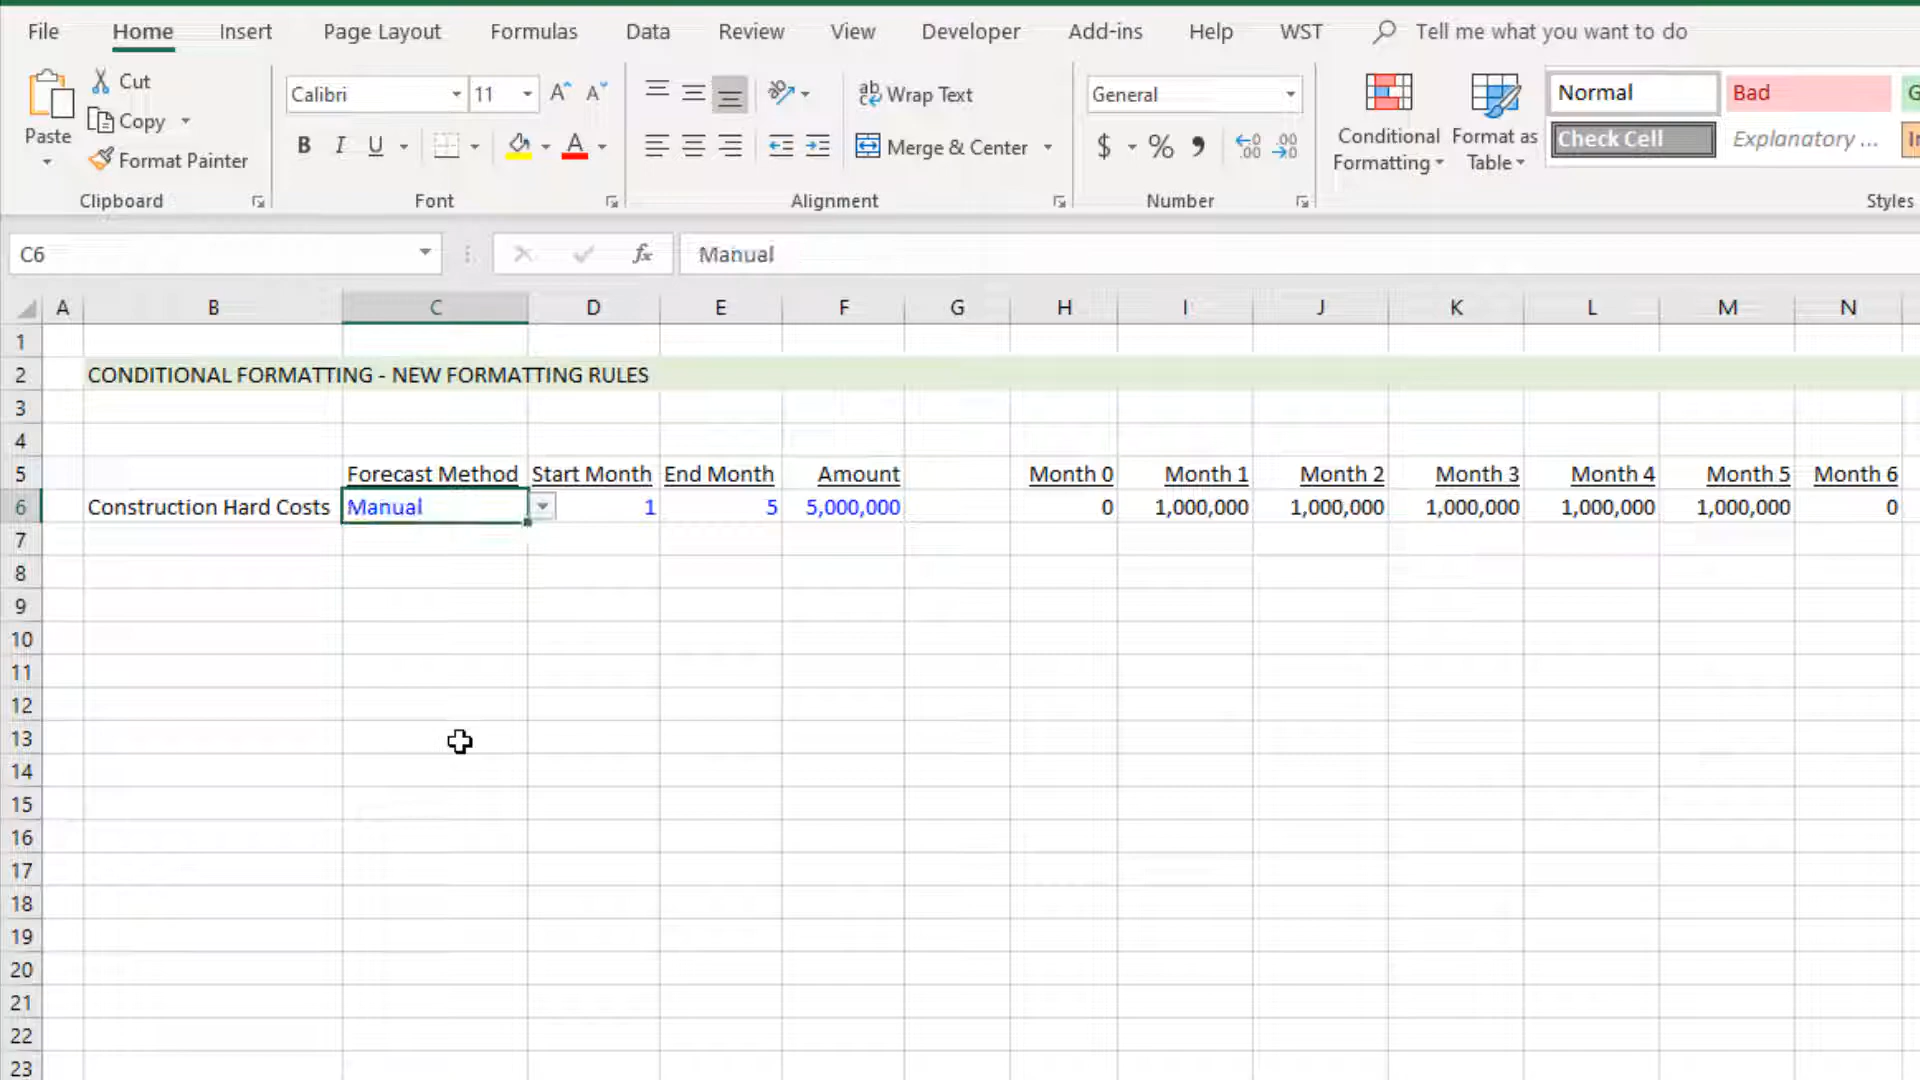 File Home Insert Page Layout Formulas Data Review View Developer Add-ins Help WST Tell me what you want to do
Paste
Cut
Copy
Format Painter
Clipboard
Calibri 11
B I U
Font
Wrap Text
Merge & Center
Alignment
General
$ % ,
Number
Conditional Formatting
Format as Table
Normal Bad
Check Cell Explanatory ...
Styles
C6 fx Manual
A B C D E F G H I J K L M N
1
2 CONDITIONAL FORMATTING - NEW FORMATTING RULES
3
4
5 Forecast Method Start Month End Month Amount Month 0 Month 1 Month 2 Month 3 Month 4 Month 5 Month 6
6 Construction Hard Costs Manual 1 5 5,000,000 0 1,000,000 1,000,000 1,000,000 1,000,000 1,000,000 0
7
8
9
10
11
12
13
14
15
16
17
18
19
20
21
22
23